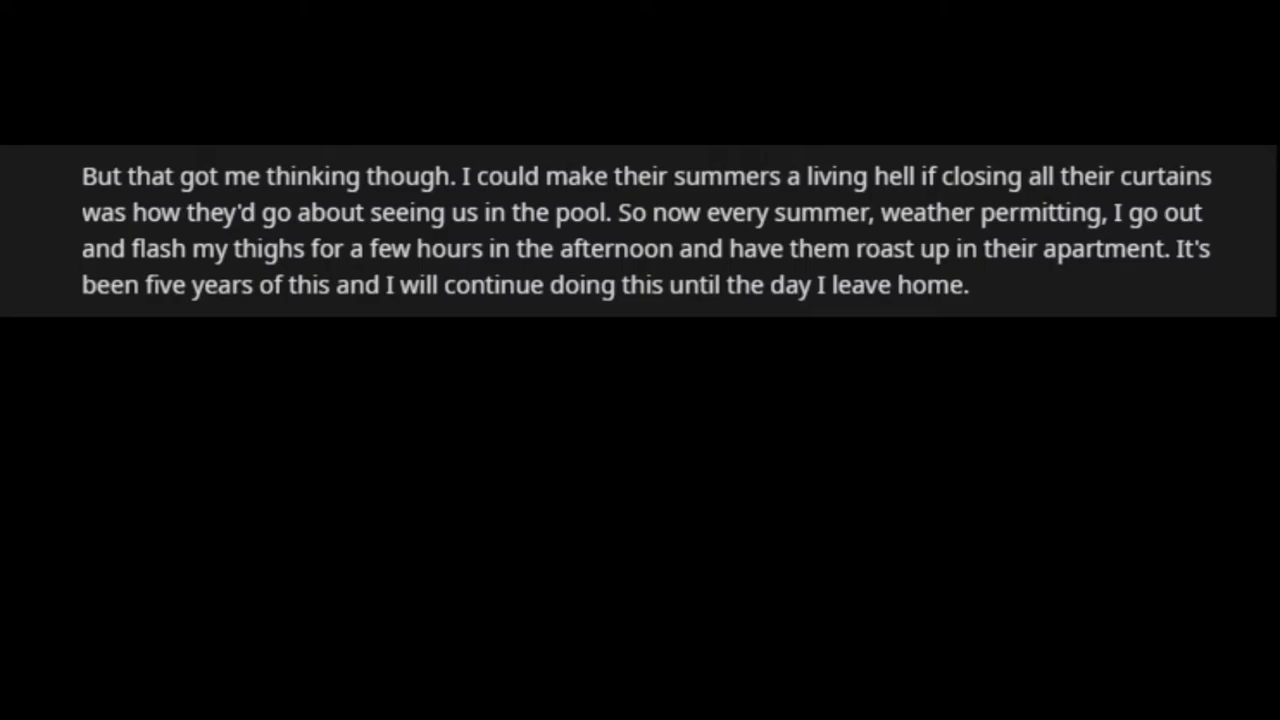 But that got me thinking though. I could make their summers a living hell if closing all their curtains
was how they'd go about seeing us in the pool. So now every summer, weather permitting, I go out
and flash my thighs for a few hours in the afternoon and have them roast up in their apartment. It's
been five years of this and I will continue doing this until the day I leave home.